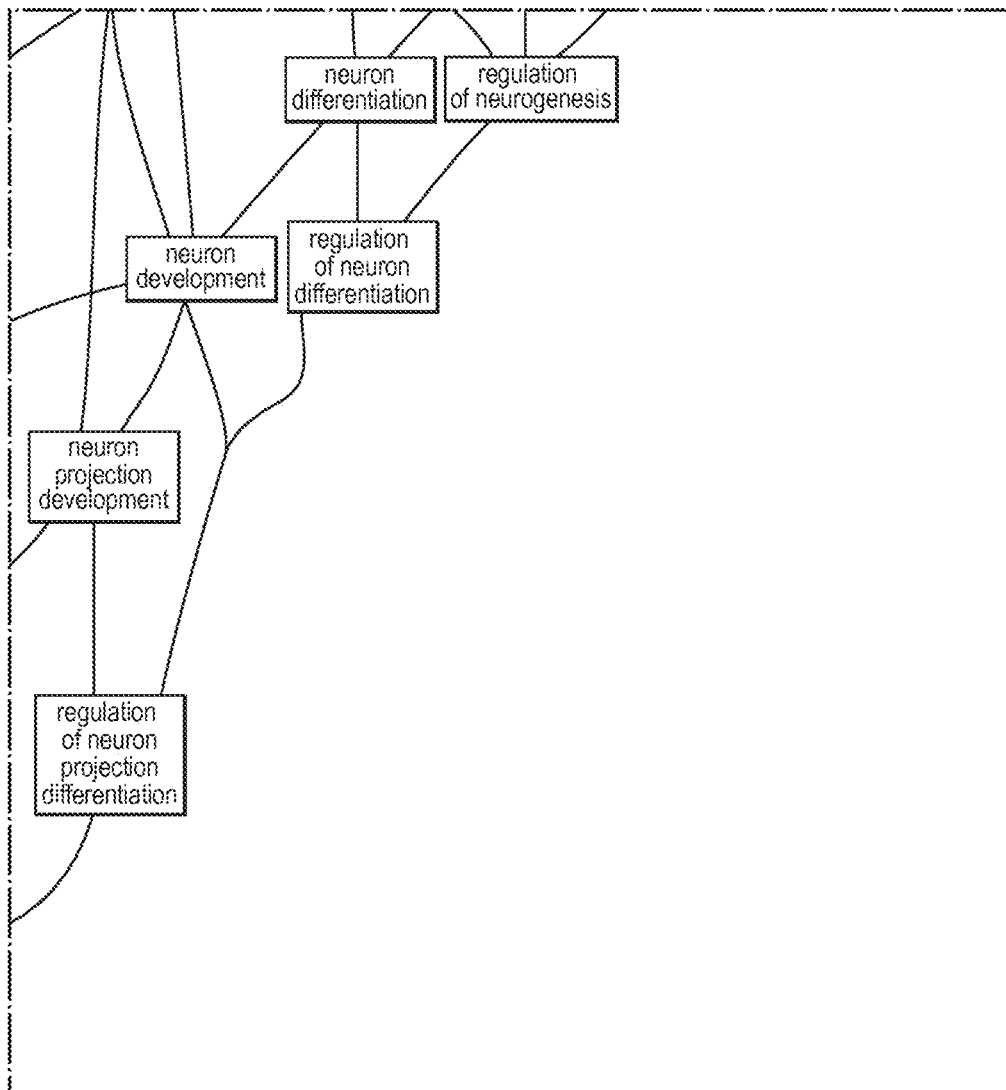 neuron
differentiation
regulation
of neurogenesis
neuron
development
regulation
of neuron
differentiation
neuron
projection
development
regulation
of neuron
projection
differentiation